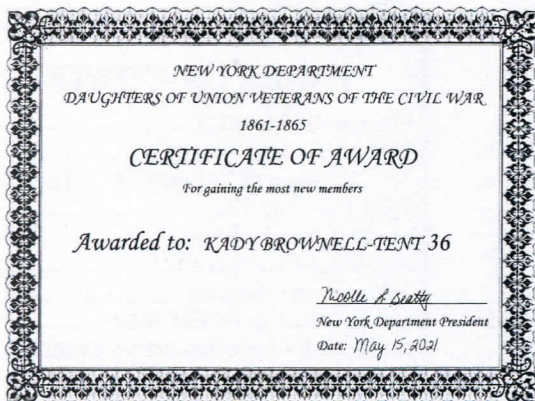 NEW YORK DEPARTMENT
DAUGHTERS OF UNION VETERANS OF THE CIVIL WAR
1861-1865
CERTIFICATE OF AWARD
For gaining the most new members
Awarded to: KADY BROWNELL-TENT 36
Nicolle L Beatty
New York Department President
Date: May 15, 2021